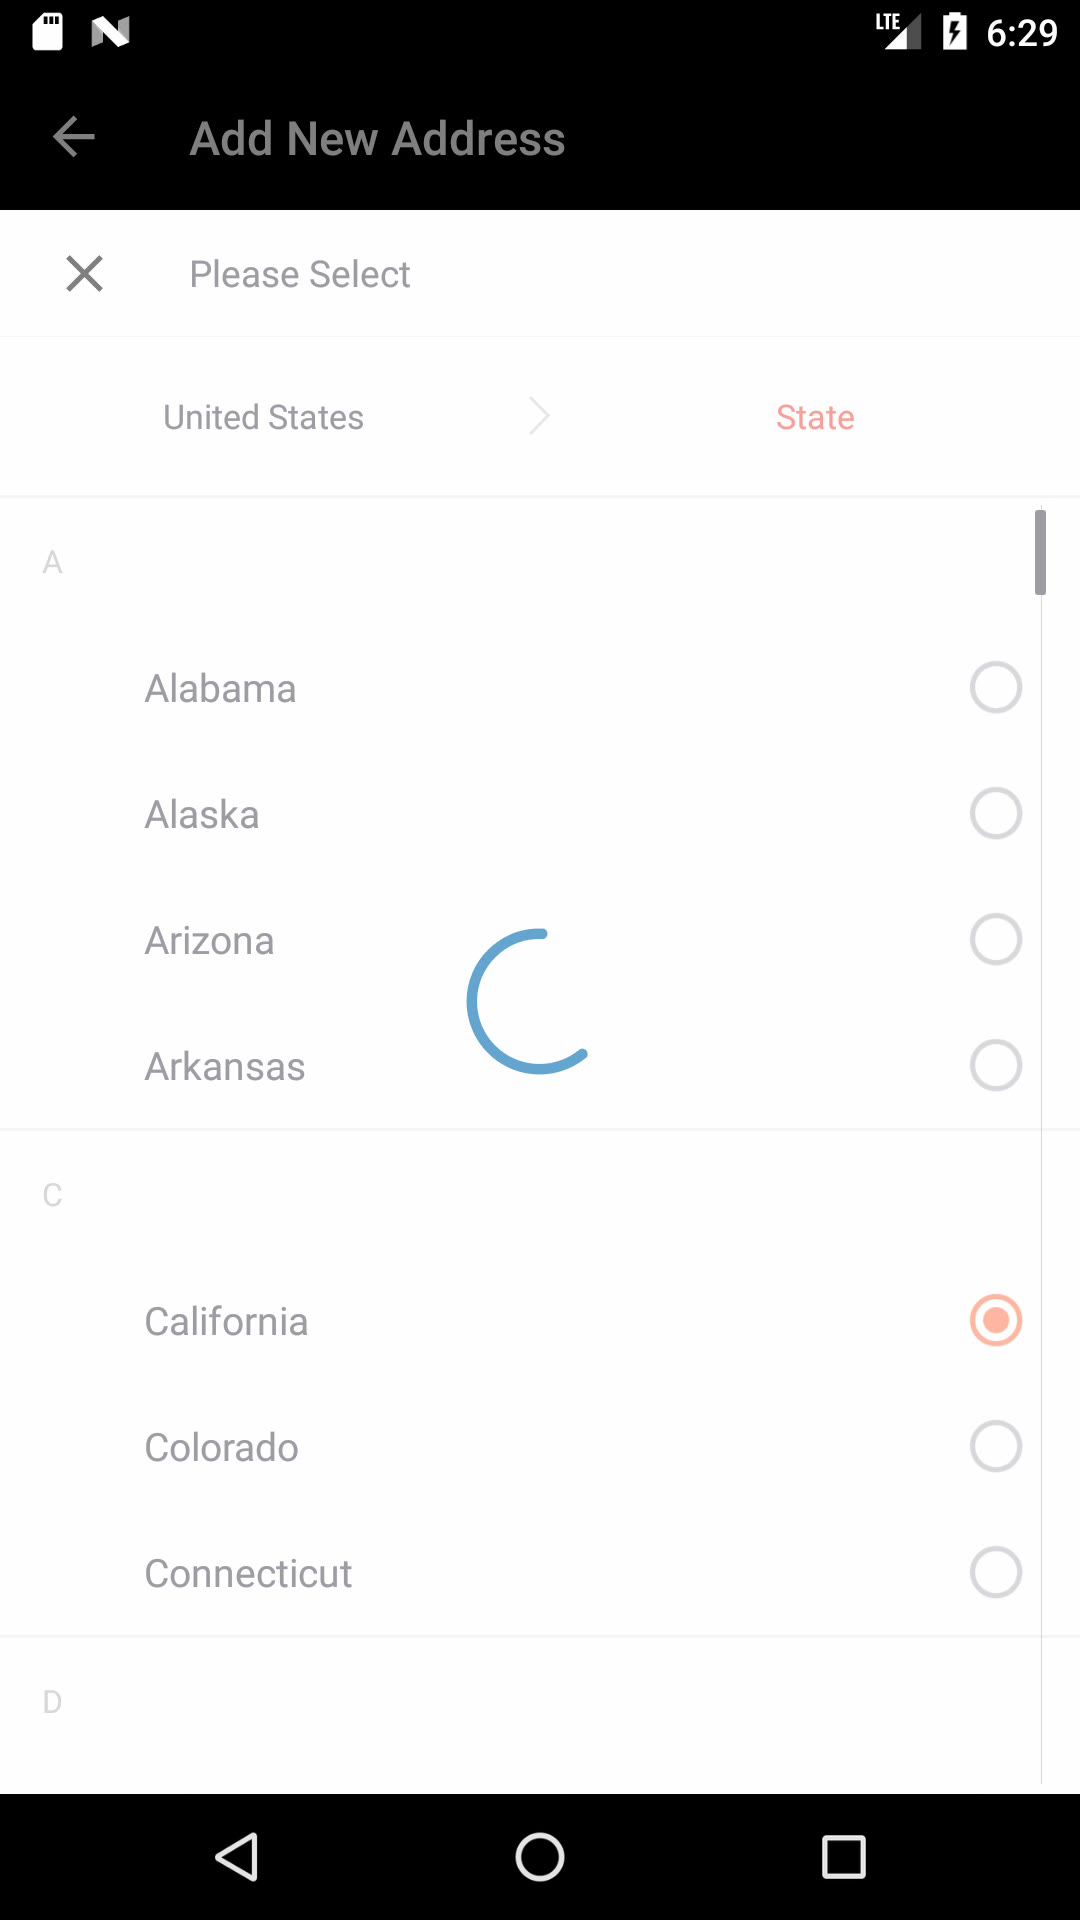 LTE 6:29
Add New Address
Please Select
United States State
A
Alabama
Alaska
Arizona
Arkansas
C
California
Colorado
Connecticut
D